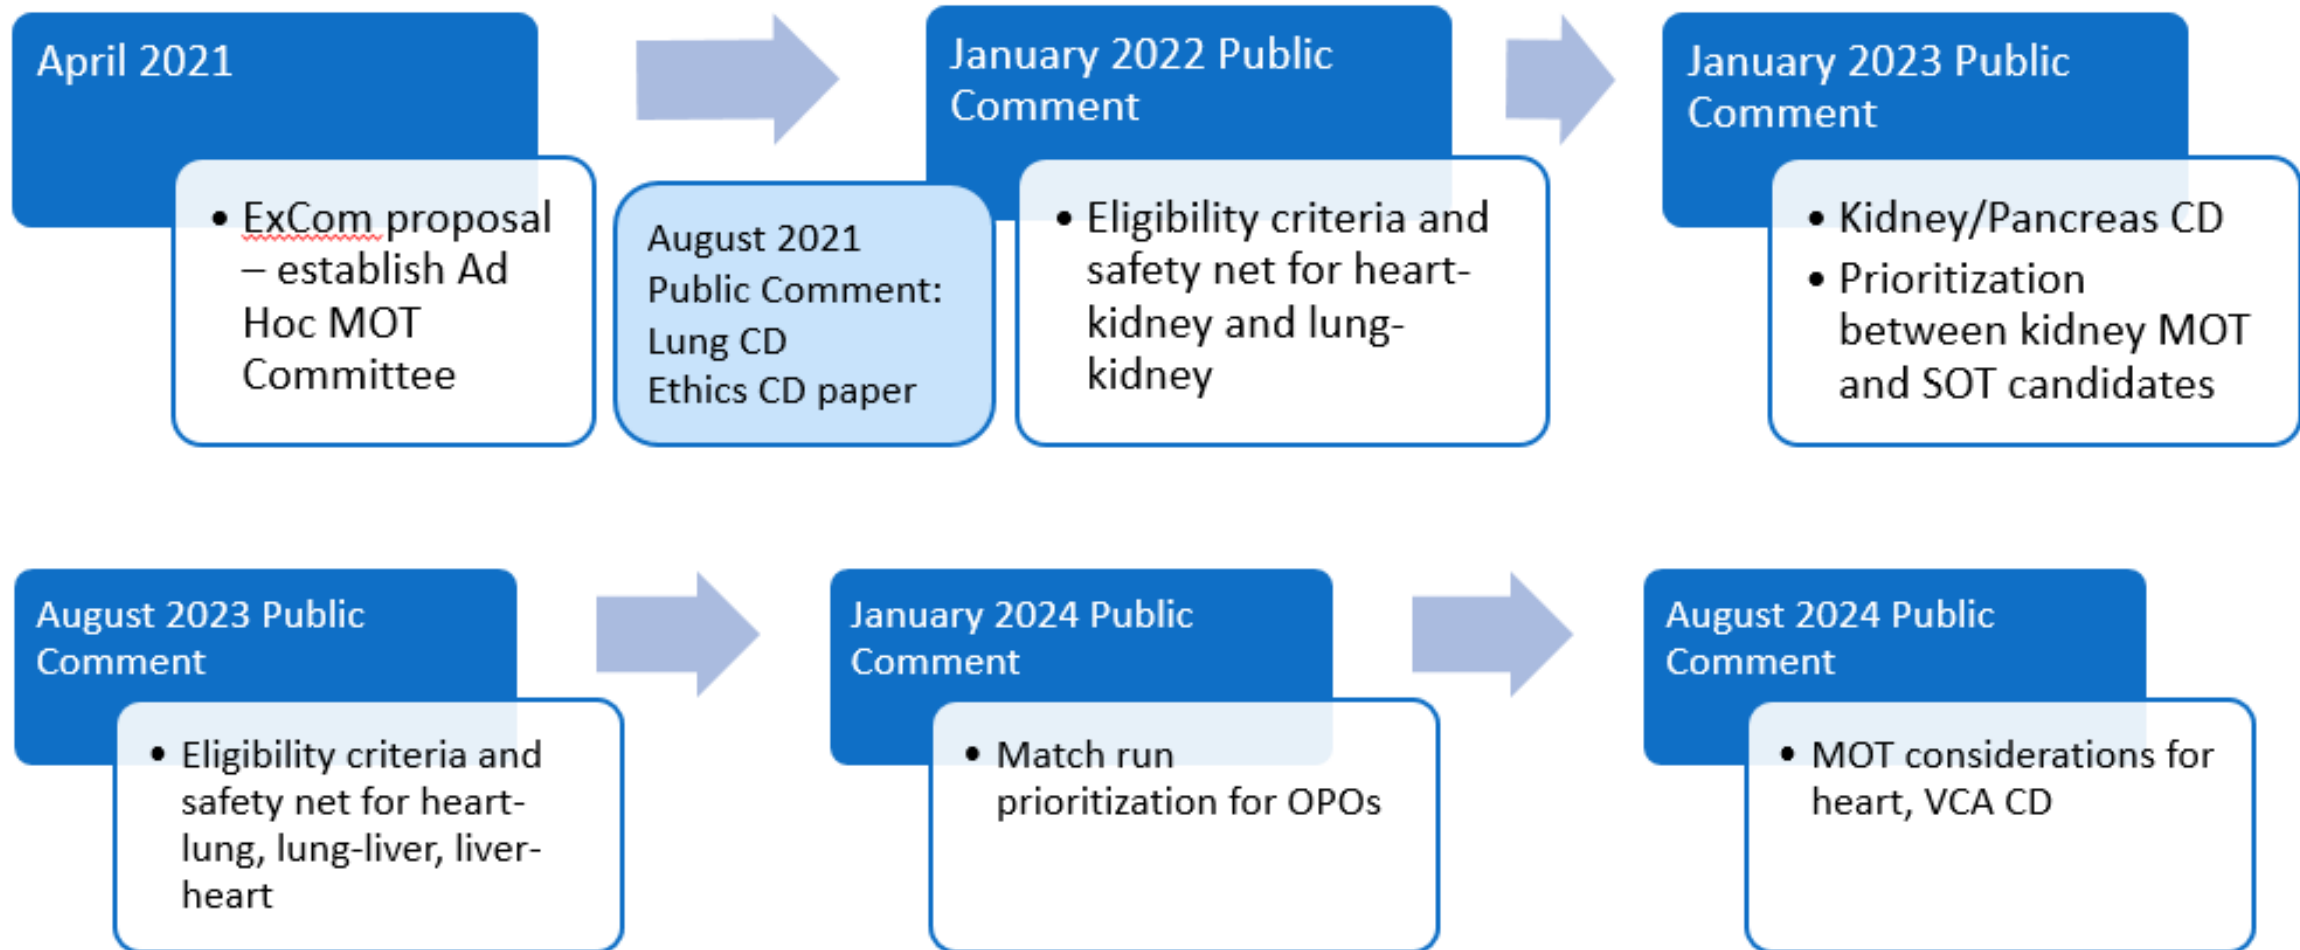 April 2021
• ExCom proposal
– establish Ad
Hoc MOT
Committee
August 2021
Public Comment:
Lung CD
Ethics CD paper
January 2022 Public
Comment
• Eligibility criteria and
safety net for heart-
kidney and lung-
kidney
January 2023 Public
Comment
• Kidney/Pancreas CD
• Prioritization
between kidney MOT
and SOT candidates
August 2023 Public
Comment
• Eligibility criteria and
safety net for heart-
lung, lung-liver, liver-
heart
January 2024 Public
Comment
• Match run
prioritization for OPOs
August 2024 Public
Comment
• MOT considerations for
heart, VCA CD